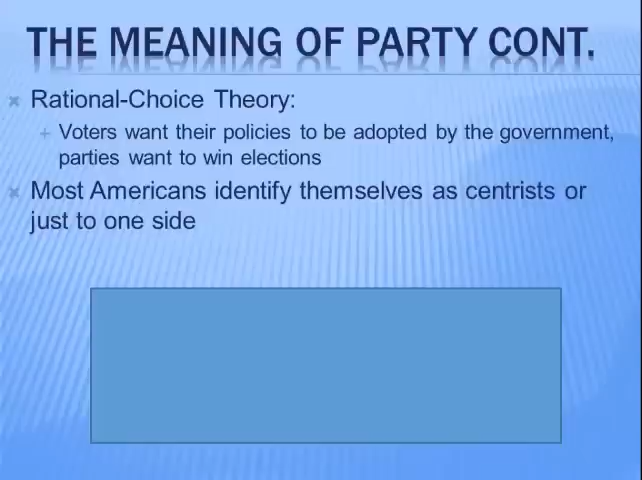 THE MEANING OF PARTY CONT.
Rational-Choice Theory:
Voters want their policies to be adopted by the government,
parties want to win elections
Most Americans identify themselves as centrists or
just to one side